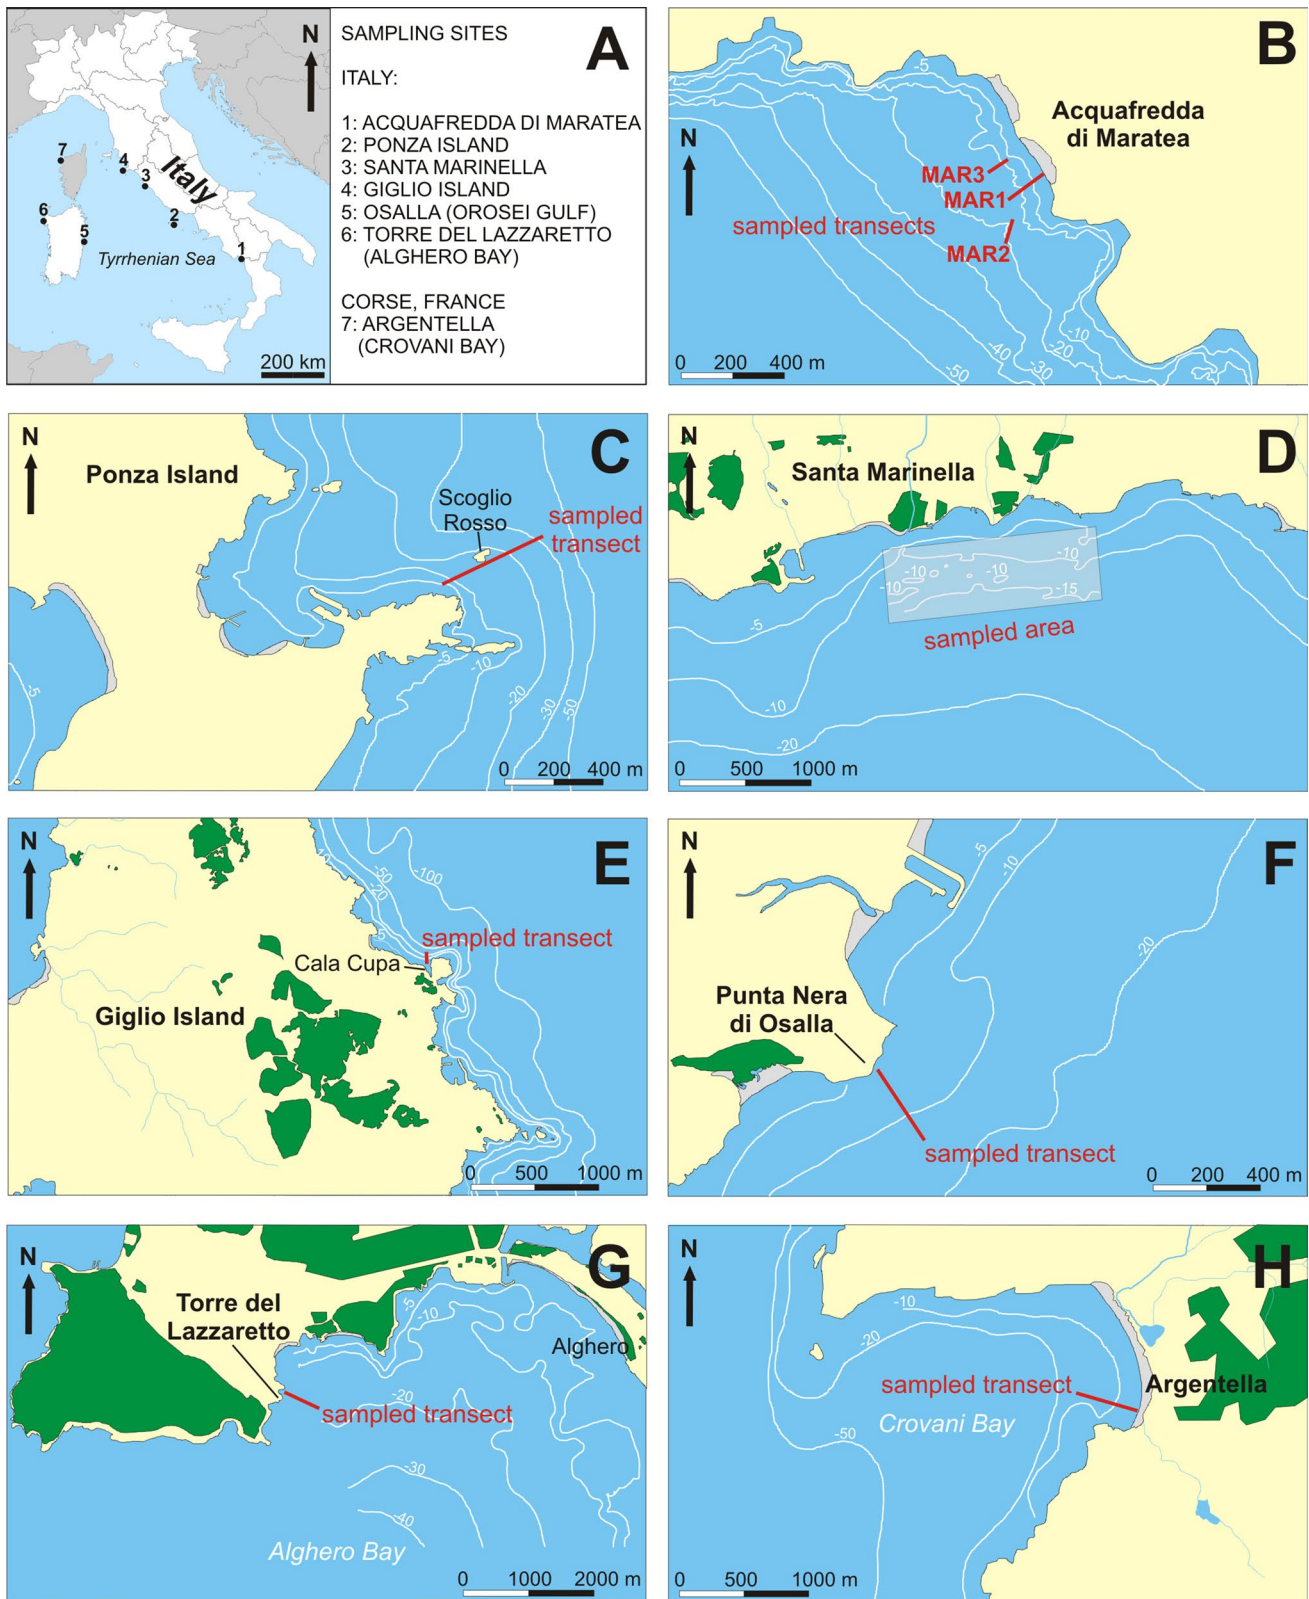 A
N
SAMPLING SITES
ITALY:
1: ACQUAFREDDA DI MARATEA
2: PONZA ISLAND
3: SANTA MARINELLA
4: GIGLIO ISLAND
5: OSALLA (OROSEI GULF)
6: TORRE DEL LAZZARETTO
(ALGHERO BAY)
CORSE, FRANCE
7: ARGENTELLA
(CROVANI BAY)
7
4
3
Italy
6
2
5
1
Tyrrhenian Sea
200 km
B
N
-5
Acquafredda
di Maratea
MAR3
MAR1
sampled transects
MAR2
-10
-20
-30
-40
-50
0 200 400 m
C
N
Ponza Island
Scoglio
Rosso
sampled
transect
-5
-5
-10
-20
-30
-50
0 200 400 m
D
N
Santa Marinella
-10
-10
-10
-10
-15
sampled area
-5
-10
-20
0 500 1000 m
E
N
-50
-20
-100
-5
sampled transect
Cala Cupa
Giglio Island
0 500 1000 m
F
N
-5
-10
-20
Punta Nera
di Osalla
sampled transect
0 200 400 m
G
N
Torre del
Lazzaretto
-5
-10
Alghero
-20
sampled transect
-30
-40
Alghero Bay
0 1000 2000 m
H
N
-10
-20
sampled transect
Argentella
Crovani Bay
-50
0 500 1000 m